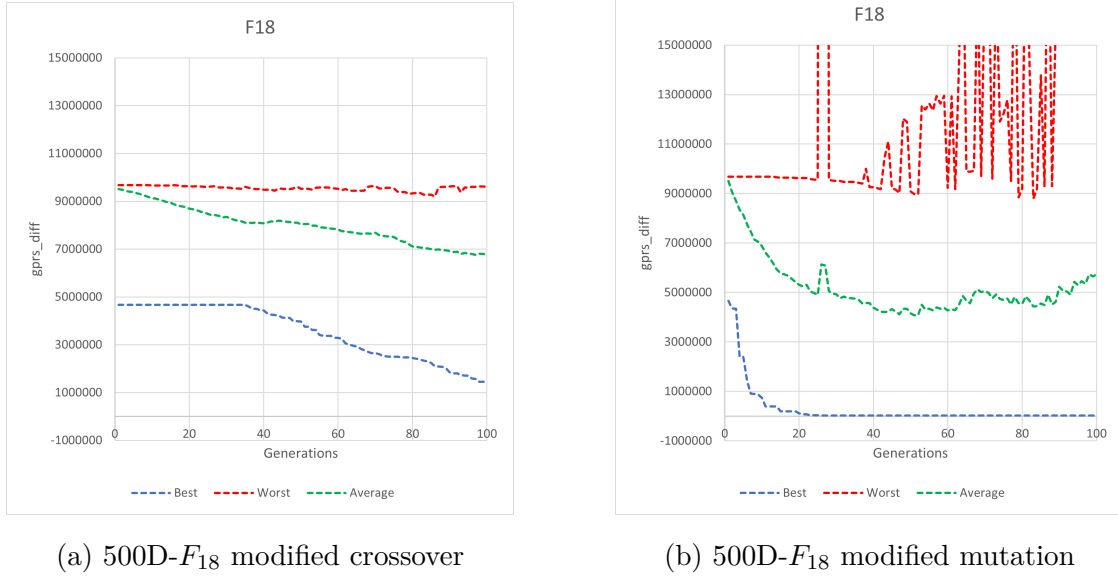 F18
15000000
13000000
11000000
9000000
7000000
5000000
3000000
1000000
-1000000
gprs_diff
0 20 40 60 80 100
Generations
Best Worst Average
(a) 500D-F18 modified crossover
F18
15000000
13000000
11000000
9000000
7000000
5000000
3000000
1000000
-1000000
gprs_diff
0 20 40 60 80 100
Generations
Best Worst Average
(b) 500D-F18 modified mutation